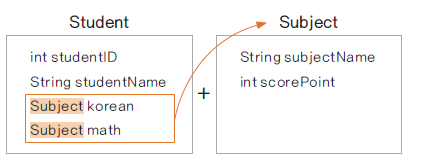 Student
int studentID
String studentName
Subject korean
Subject math
+
Subject
String subjectName
int scorePoint